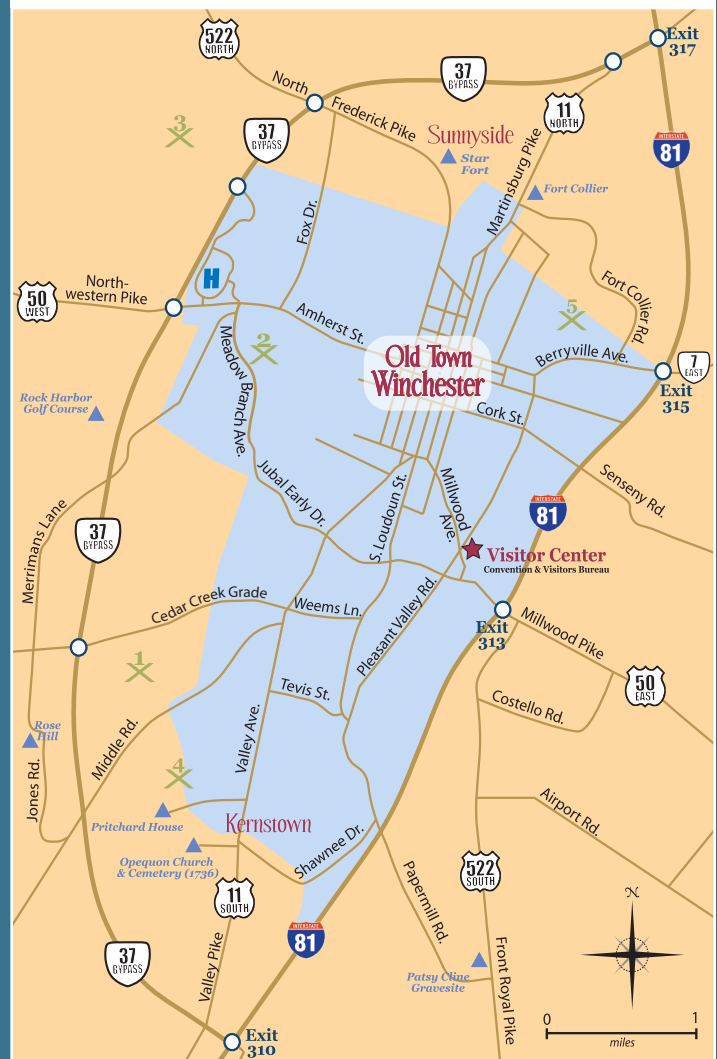 522
NORTH
37
BYPASS
Exit
317
North
Frederick Pike
11
NORTH
Sunnyside
Star
Fort
Martinsburg Pike
INTERSTATE
81
3
37
BYPASS
Fort Collier
Fox Dr.
H
North-
western Pike
50
WEST
Fort Collier Rd.
5
Amherst St.
2
Meadow Branch Ave.
Old Town
Winchester
Berryville Ave.
7
EAST
Exit
315
Rock Harbor
Golf Course
Cork St.
Senseny Rd.
Jubal Early Dr.
S. Loudoun St.
Millwood
Ave.
INTERSTATE
81
37
BYPASS
Merrimans Lane
Visitor Center
Convention & Visitors Bureau
Cedar Creek Grade
Weems Ln.
Pleasant Valley Rd.
Exit
313
Millwood Pike
1
50
EAST
Tevis St.
Costello Rd.
Rose
Hill
Middle Rd.
Valley Ave.
4
Jones Rd.
Pritchard House
Kernstown
Airport Rd.
Opequon Church
& Cemetery (1736)
Shawnee Dr.
11
SOUTH
522
SOUTH
Papermill Rd.
N
INTERSTATE
81
37
BYPASS
Valley Pike
Patsy Cline
Gravesite
Front Royal Pike
0
1
miles
Exit
310